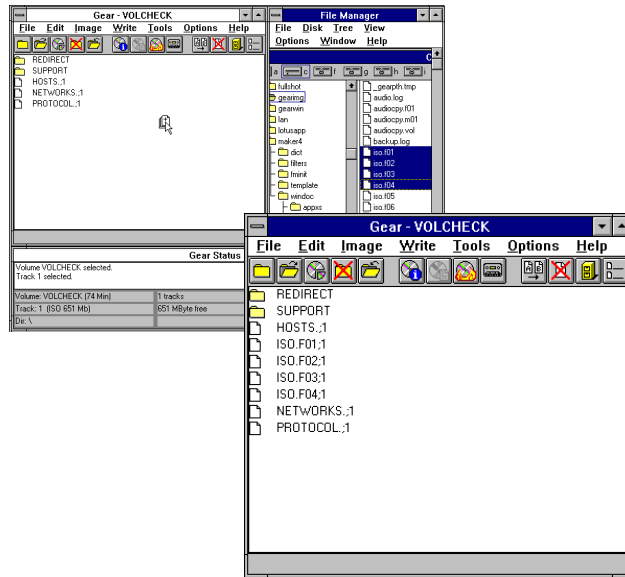 Gear - VOLCHECK
File Edit Image Write Tools Options Help
REDIRECT
SUPPORT
HOSTS.;1
NETWORKS.;1
PROTOCOL.;1
Gear Status
Volume VOLCHECK selected.
Track 1 selected.
Volume: VOLCHECK (74 Min) 1 tracks
Track: 1 (ISO 651 Mb) 651 MByte free
Dir: \
File Manager
File Disk Tree View
Options Window Help
C
a c f g h i
fullshot
gearimg
gearwin
lan
lotusapp
maker4
dict
filters
fminit
template
windoc
appxs
_gearpth.tmp
audio.log
audiocpy.f01
audiocpy.m01
audiocpy.vol
backup.log
iso.f01
iso.f02
iso.f03
iso.f04
iso.f05
iso.f06
Gear - VOLCHECK
File Edit Image Write Tools Options Help
REDIRECT
SUPPORT
HOSTS.;1
ISO.F01;1
ISO.F02;1
ISO.F03;1
ISO.F04;1
NETWORKS.;1
PROTOCOL.;1